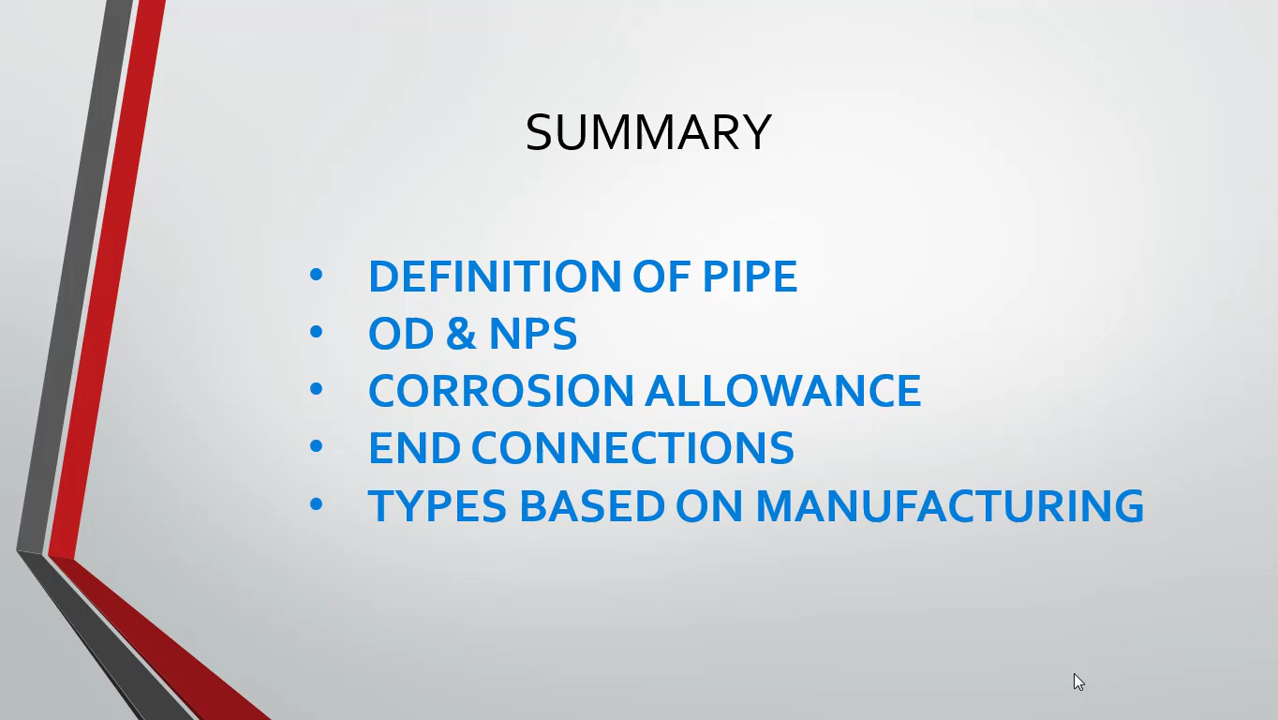 SUMMARY
• DEFINITION OF PIPE
• OD & NPS
• CORROSION ALLOWANCE
• END CONNECTIONS
• TYPES BASED ON MANUFACTURING